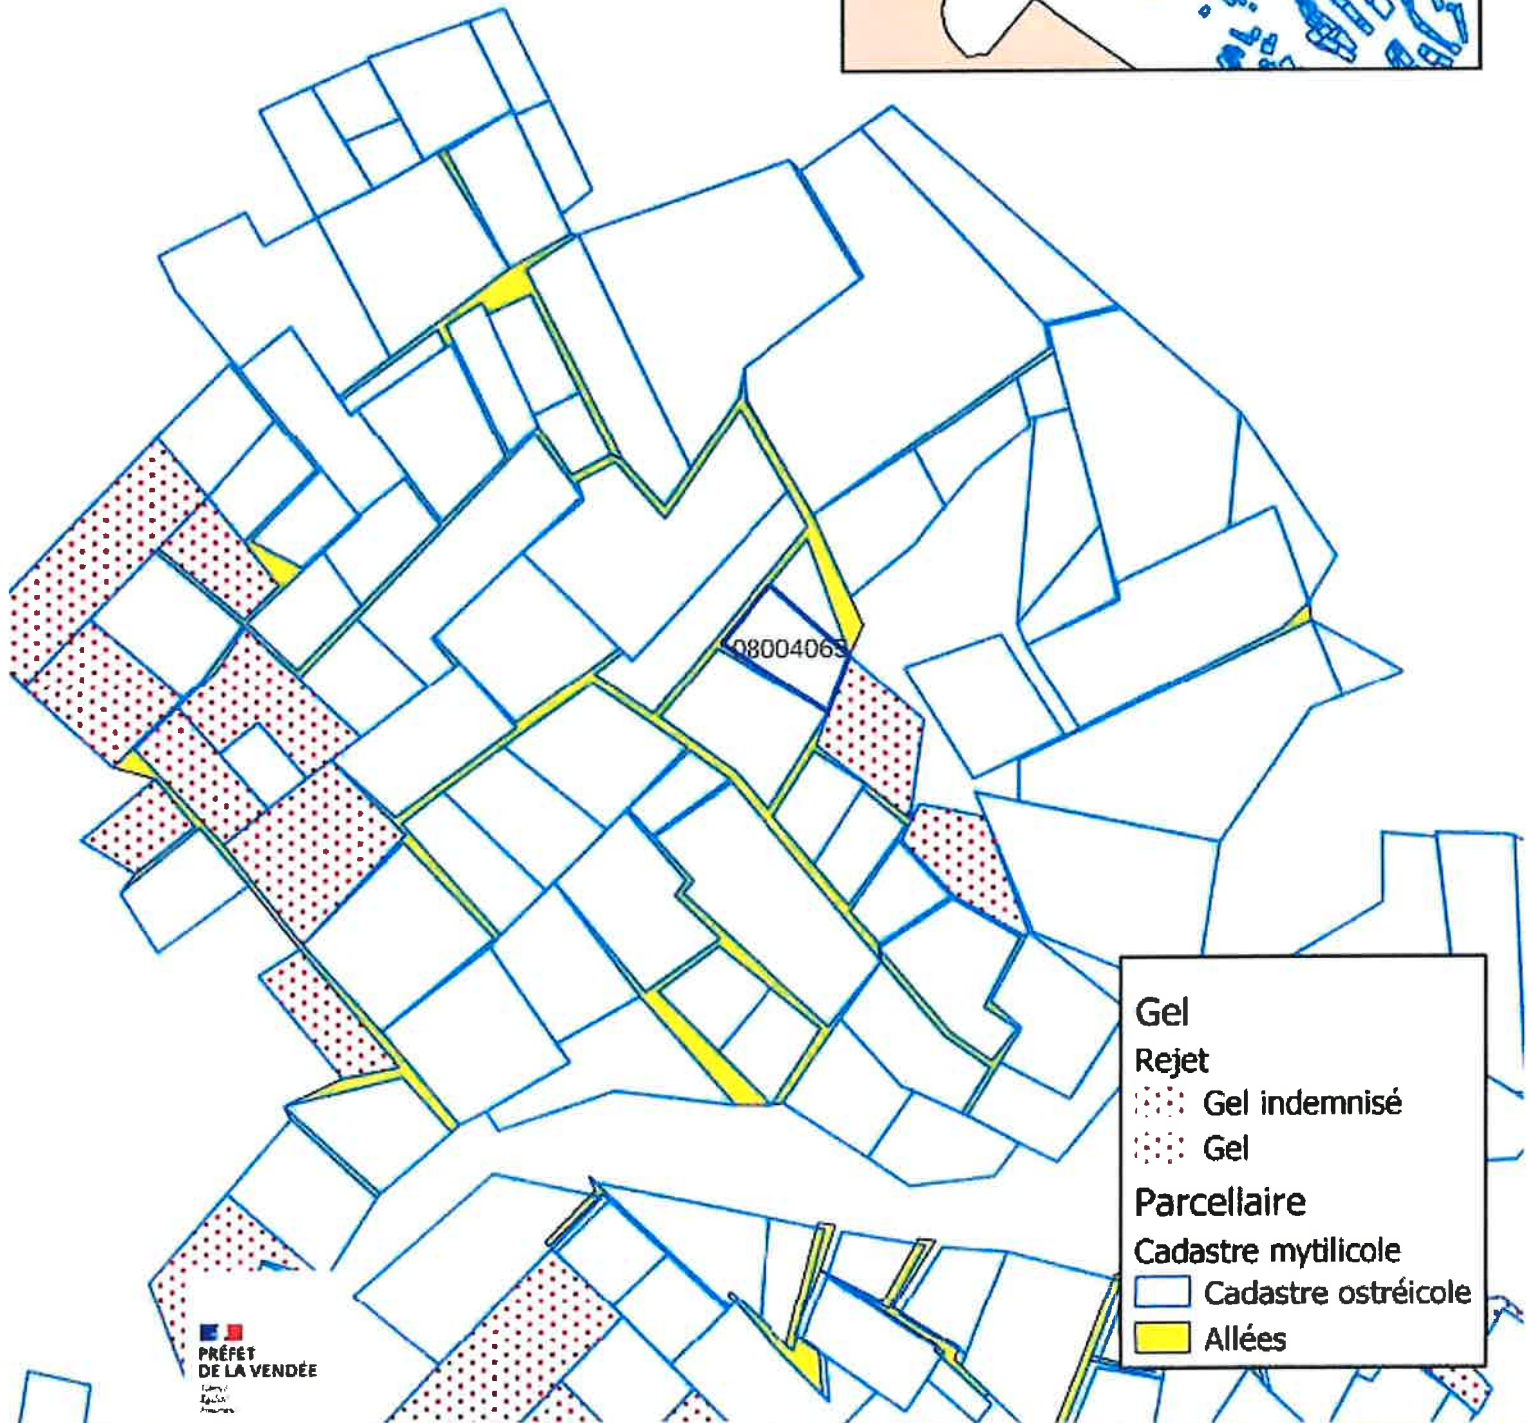 08004065
Gel
Rejet
Gel indemnisé
Gel
Parcellaire
Cadastre mytilicole
Cadastre ostréicole
Allées
PRÉFET
DE LA VENDÉE